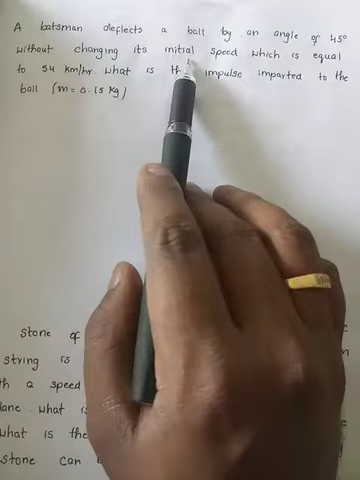 A batsman deflects a ball by an angle of 45°
without changing its initial speed which is equal
to 54 km/hr. what is the impulse imparted to the
ball (m = 0.15 kg)
stone of
string is
a speed
what
what is the
stone can